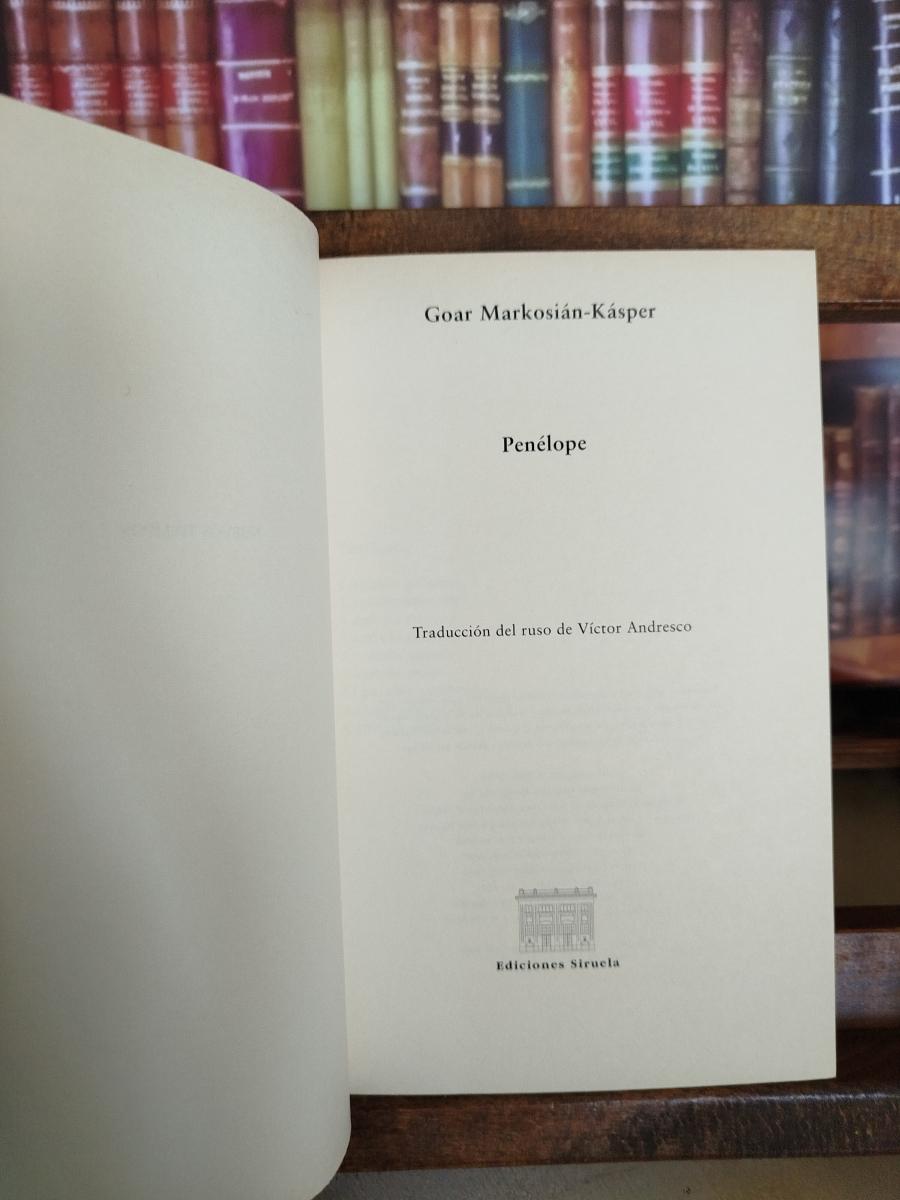 Goar Markosián-Kásper
Penélope
Traducción del ruso de Víctor Andresco
Ediciones Siruela